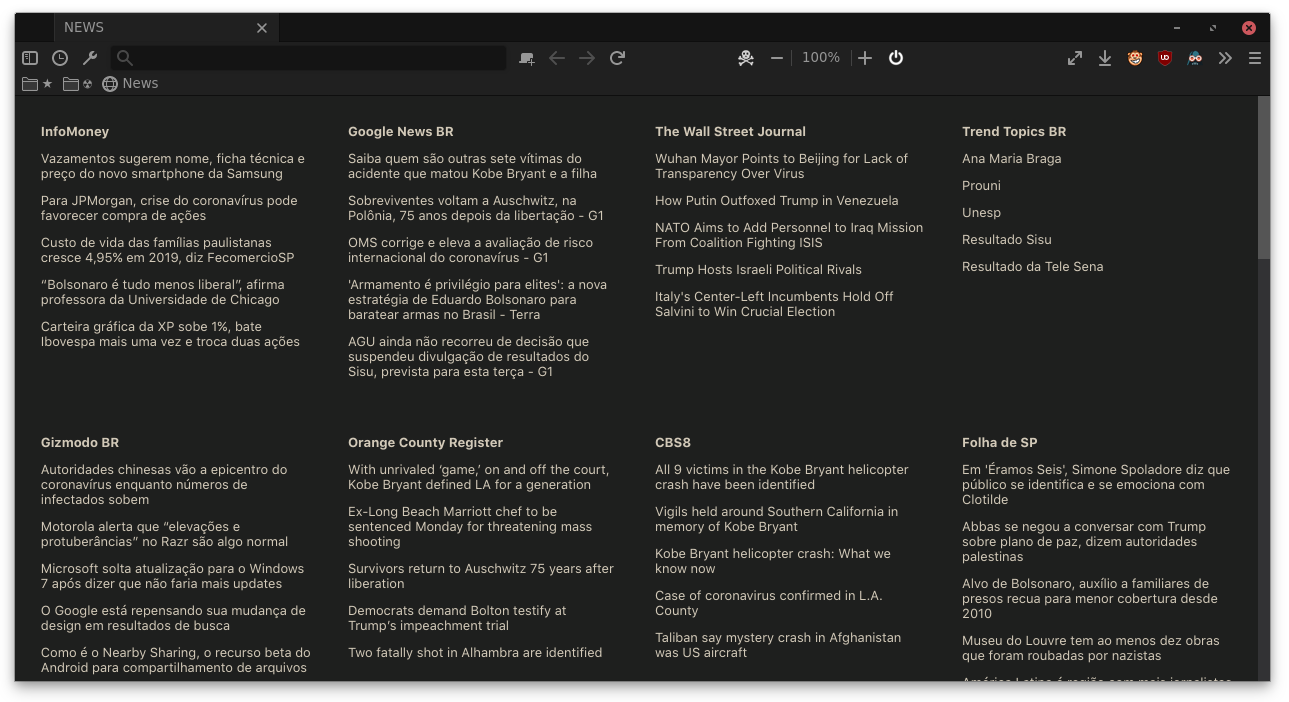 NEWS
100%
News
InfoMoney
Vazamentos sugerem nome, ficha técnica e
preço do novo smartphone da Samsung
Para JPMorgan, crise do coronavírus pode
favorecer compra de ações
Custo de vida das famílias paulistanas
cresce 4,95% em 2019, diz FecomercioSP
“Bolsonaro é tudo menos liberal”, afirma
professora da Universidade de Chicago
Carteira gráfica da XP sobe 1%, bate
Ibovespa mais uma vez e troca duas ações
Google News BR
Saiba quem são outras sete vítimas do
acidente que matou Kobe Bryant e a filha
Sobreviventes voltam a Auschwitz, na
Polônia, 75 anos depois da libertação - G1
OMS corrige e eleva a avaliação de risco
internacional do coronavírus - G1
'Armamento é privilégio para elites': a nova
estratégia de Eduardo Bolsonaro para
baratear armas no Brasil - Terra
AGU ainda não recorreu de decisão que
suspendeu divulgação de resultados do
Sisu, prevista para esta terça - G1
The Wall Street Journal
Wuhan Mayor Points to Beijing for Lack of
Transparency Over Virus
How Putin Outfoxed Trump in Venezuela
NATO Aims to Add Personnel to Iraq Mission
From Coalition Fighting ISIS
Trump Hosts Israeli Political Rivals
Italy's Center-Left Incumbents Hold Off
Salvini to Win Crucial Election
Trend Topics BR
Ana Maria Braga
Prouni
Unesp
Resultado Sisu
Resultado da Tele Sena
Gizmodo BR
Autoridades chinesas vão a epicentro do
coronavírus enquanto números de
infectados sobem
Motorola alerta que “elevações e
protuberâncias” no Razr são algo normal
Microsoft solta atualização para o Windows
7 após dizer que não faria mais updates
O Google está repensando sua mudança de
design em resultados de busca
Como é o Nearby Sharing, o recurso beta do
Android para compartilhamento de arquivos
Orange County Register
With unrivaled ‘game,’ on and off the court,
Kobe Bryant defined LA for a generation
Ex-Long Beach Marriott chef to be
sentenced Monday for threatening mass
shooting
Survivors return to Auschwitz 75 years after
liberation
Democrats demand Bolton testify at
Trump’s impeachment trial
Two fatally shot in Alhambra are identified
CBS8
All 9 victims in the Kobe Bryant helicopter
crash have been identified
Vigils held around Southern California in
memory of Kobe Bryant
Kobe Bryant helicopter crash: What we
know now
Case of coronavirus confirmed in L.A.
County
Taliban say mystery crash in Afghanistan
was US aircraft
Folha de SP
Em 'Éramos Seis', Simone Spoladore diz que
público se identifica e se emociona com
Clotilde
Abbas se negou a conversar com Trump
sobre plano de paz, dizem autoridades
palestinas
Alvo de Bolsonaro, auxílio a familiares de
presos recua para menor cobertura desde
2010
Museu do Louvre tem ao menos dez obras
que foram roubadas por nazistas
América Latina é região com mais jornalistas